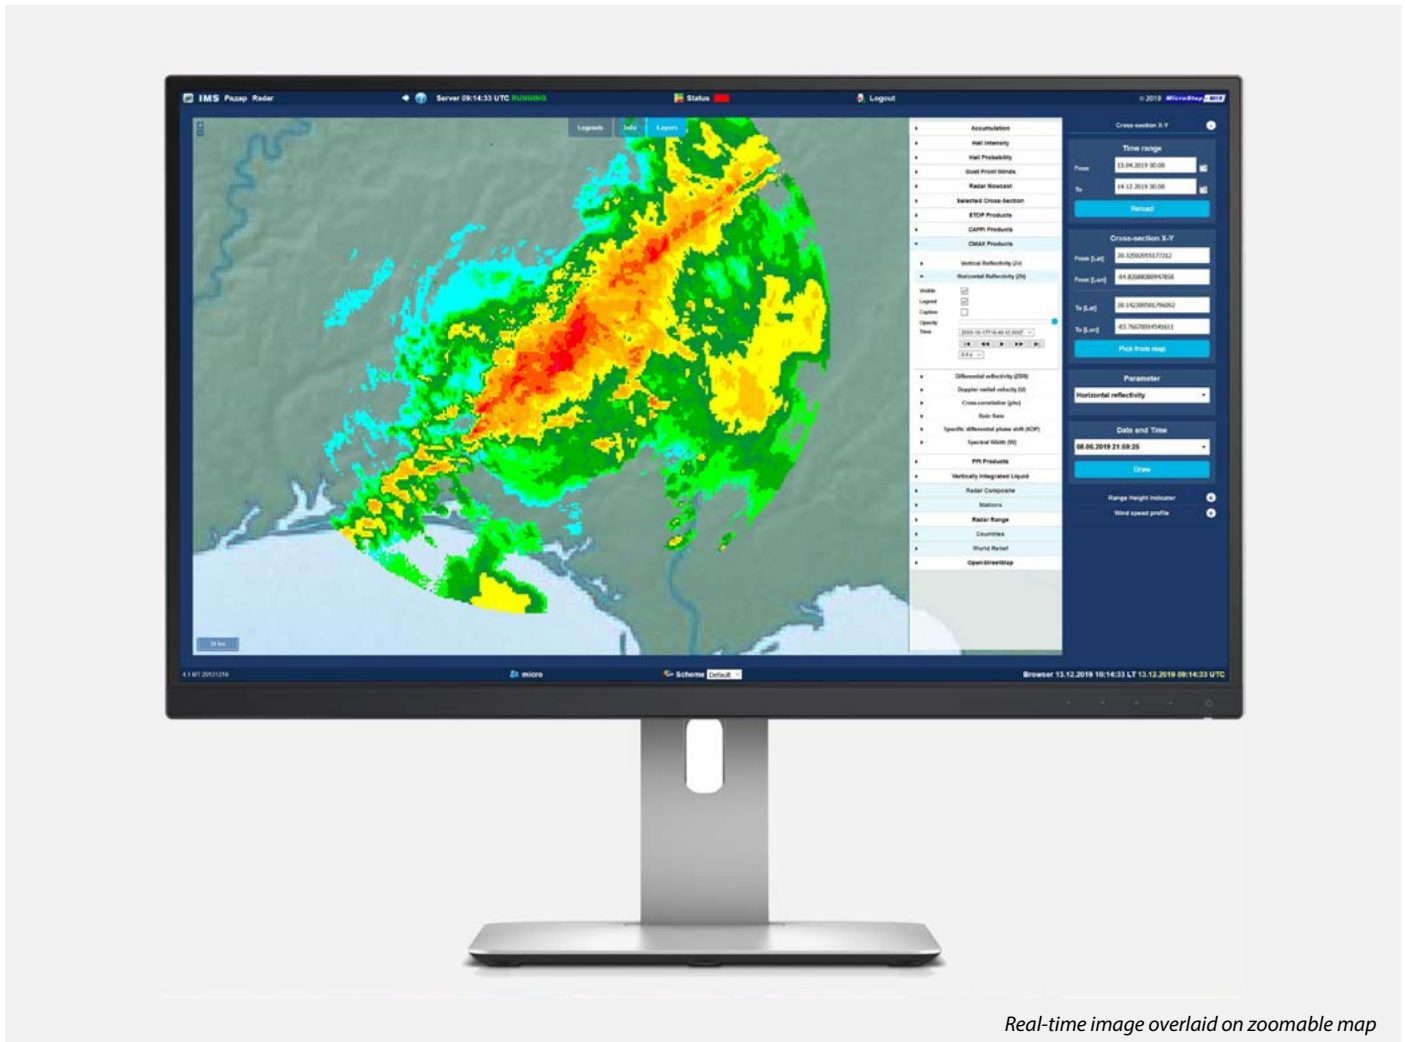 IMS Радар Radar
Server 09:14:33 UTC RUNNING
Status
Logout
© 2019 MicroStep-MIS
Legends
Info
Layers
Accumulation
Hail Intensity
Hail Probability
Gust Front Winds
Radar Nowcast
Selected Cross-Section
ETOP Products
CAPPI Products
CMAX Products
Vertical Reflectivity (Zv)
Horizontal Reflectivity (Zh)
Visible
Legend
Caption
Opacity
Time
Differential reflectivity (ZDR)
Doppler radial velocity (V)
Cross-correlation (phv)
Rain Rate
Specific differential phase shift (KDP)
Spectral Width (W)
PPI Products
Vertically Integrated Liquid
Radar Composite
Stations
Radar Range
Countries
World Relief
OpenStreetMap
Cross-section X-Y
Time range
From
13.04.2019 00:00
To
14.12.2019 00:00
Reload
Cross-section X-Y
From [Lat]
From [Lon]
To [Lat]
To [Lon]
Pick from map
Parameter
Horizontal reflectivity
Date and Time
08.06.2019 21:59:25
Draw
Range Height Indicator
Wind speed profile
micro
Scheme Default
Browser 13.12.2019 10:14:33 LT 13.12.2019 09:14:33 UTC
Real-time image overlaid on zoomable map